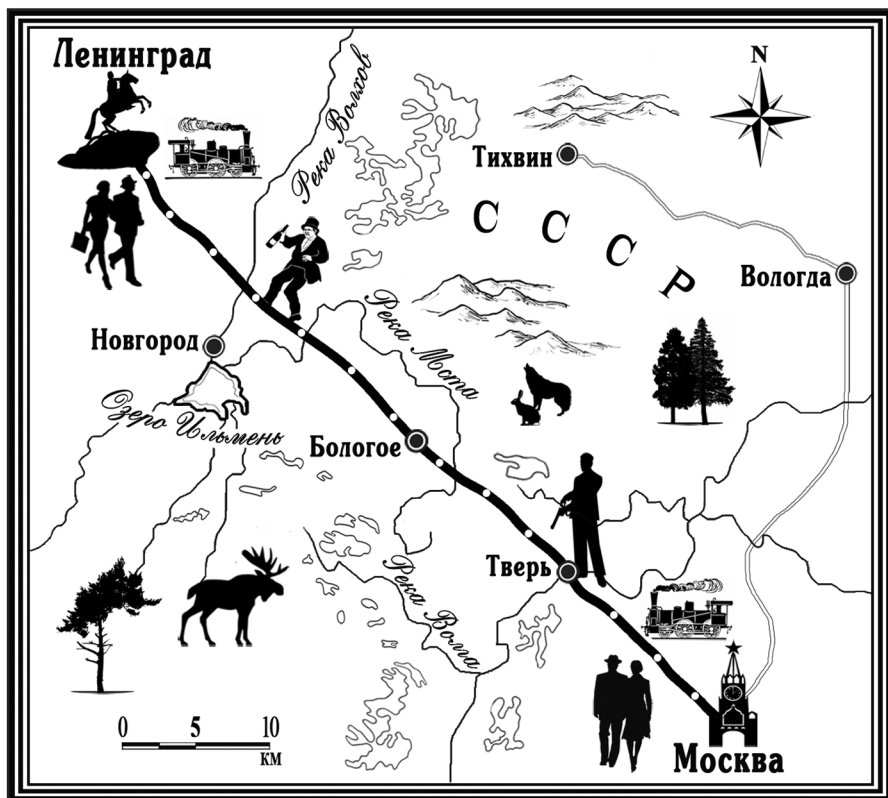 Ленинград
N
Река Волхов
Тихвин
С С С Р
Вологда
Новгород
Река Мста
Озеро Ильмень
Бологое
Тверь
Река Волга
0 5 10
км
Москва